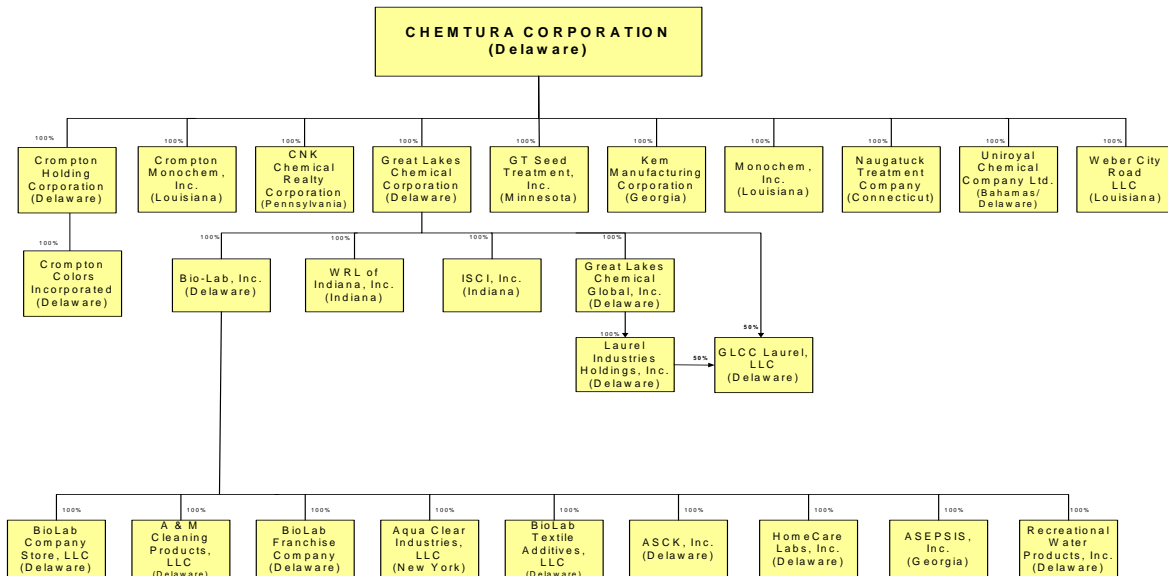 CHEMTURA CORPORATION
(Delaware)
100%
100%
100%
100%
100%
100%
100%
100%
100%
100%
Crompton
Holding
Corporation
(Delaware)
Crompton
Monochem,
Inc.
(Louisiana)
CNK
Chemical
Realty
Corporation
(Pennsylvania)
Great Lakes
Chemical
Corporation
(Delaware)
GT Seed
Treatment,
Inc.
(Minnesota)
Kem
Manufacturing
Corporation
(Georgia)
Monochem,
Inc.
(Louisiana)
Naugatuck
Treatment
Company
(Connecticut)
Uniroyal
Chemical
Company Ltd.
(Bahamas/
Delaware)
Weber City
Road
LLC
(Louisiana)
100%
100%
100%
100%
100%
Crompton
Colors
Incorporated
(Delaware)
Bio-Lab, Inc.
(Delaware)
WRL of
Indiana, Inc.
(Indiana)
ISCI, Inc.
(Indiana)
Great Lakes
Chemical
Global, Inc.
(Delaware)
100%
50%
Laurel
Industries
Holdings, Inc.
(Delaware)
50%
GLCC Laurel,
LLC
(Delaware)
100%
100%
100%
100%
100%
100%
100%
100%
100%
BioLab
Company
Store, LLC
(Delaware)
A & M
Cleaning
Products,
LLC
(Delaware)
BioLab
Franchise
Company
(Delaware)
Aqua Clear
Industries,
LLC
(New York)
BioLab
Textile
Additives,
LLC
(Delaware)
ASCK, Inc.
(Delaware)
HomeCare
Labs, Inc.
(Delaware)
ASEPSIS,
Inc.
(Georgia)
Recreational
Water
Products, Inc.
(Delaware)